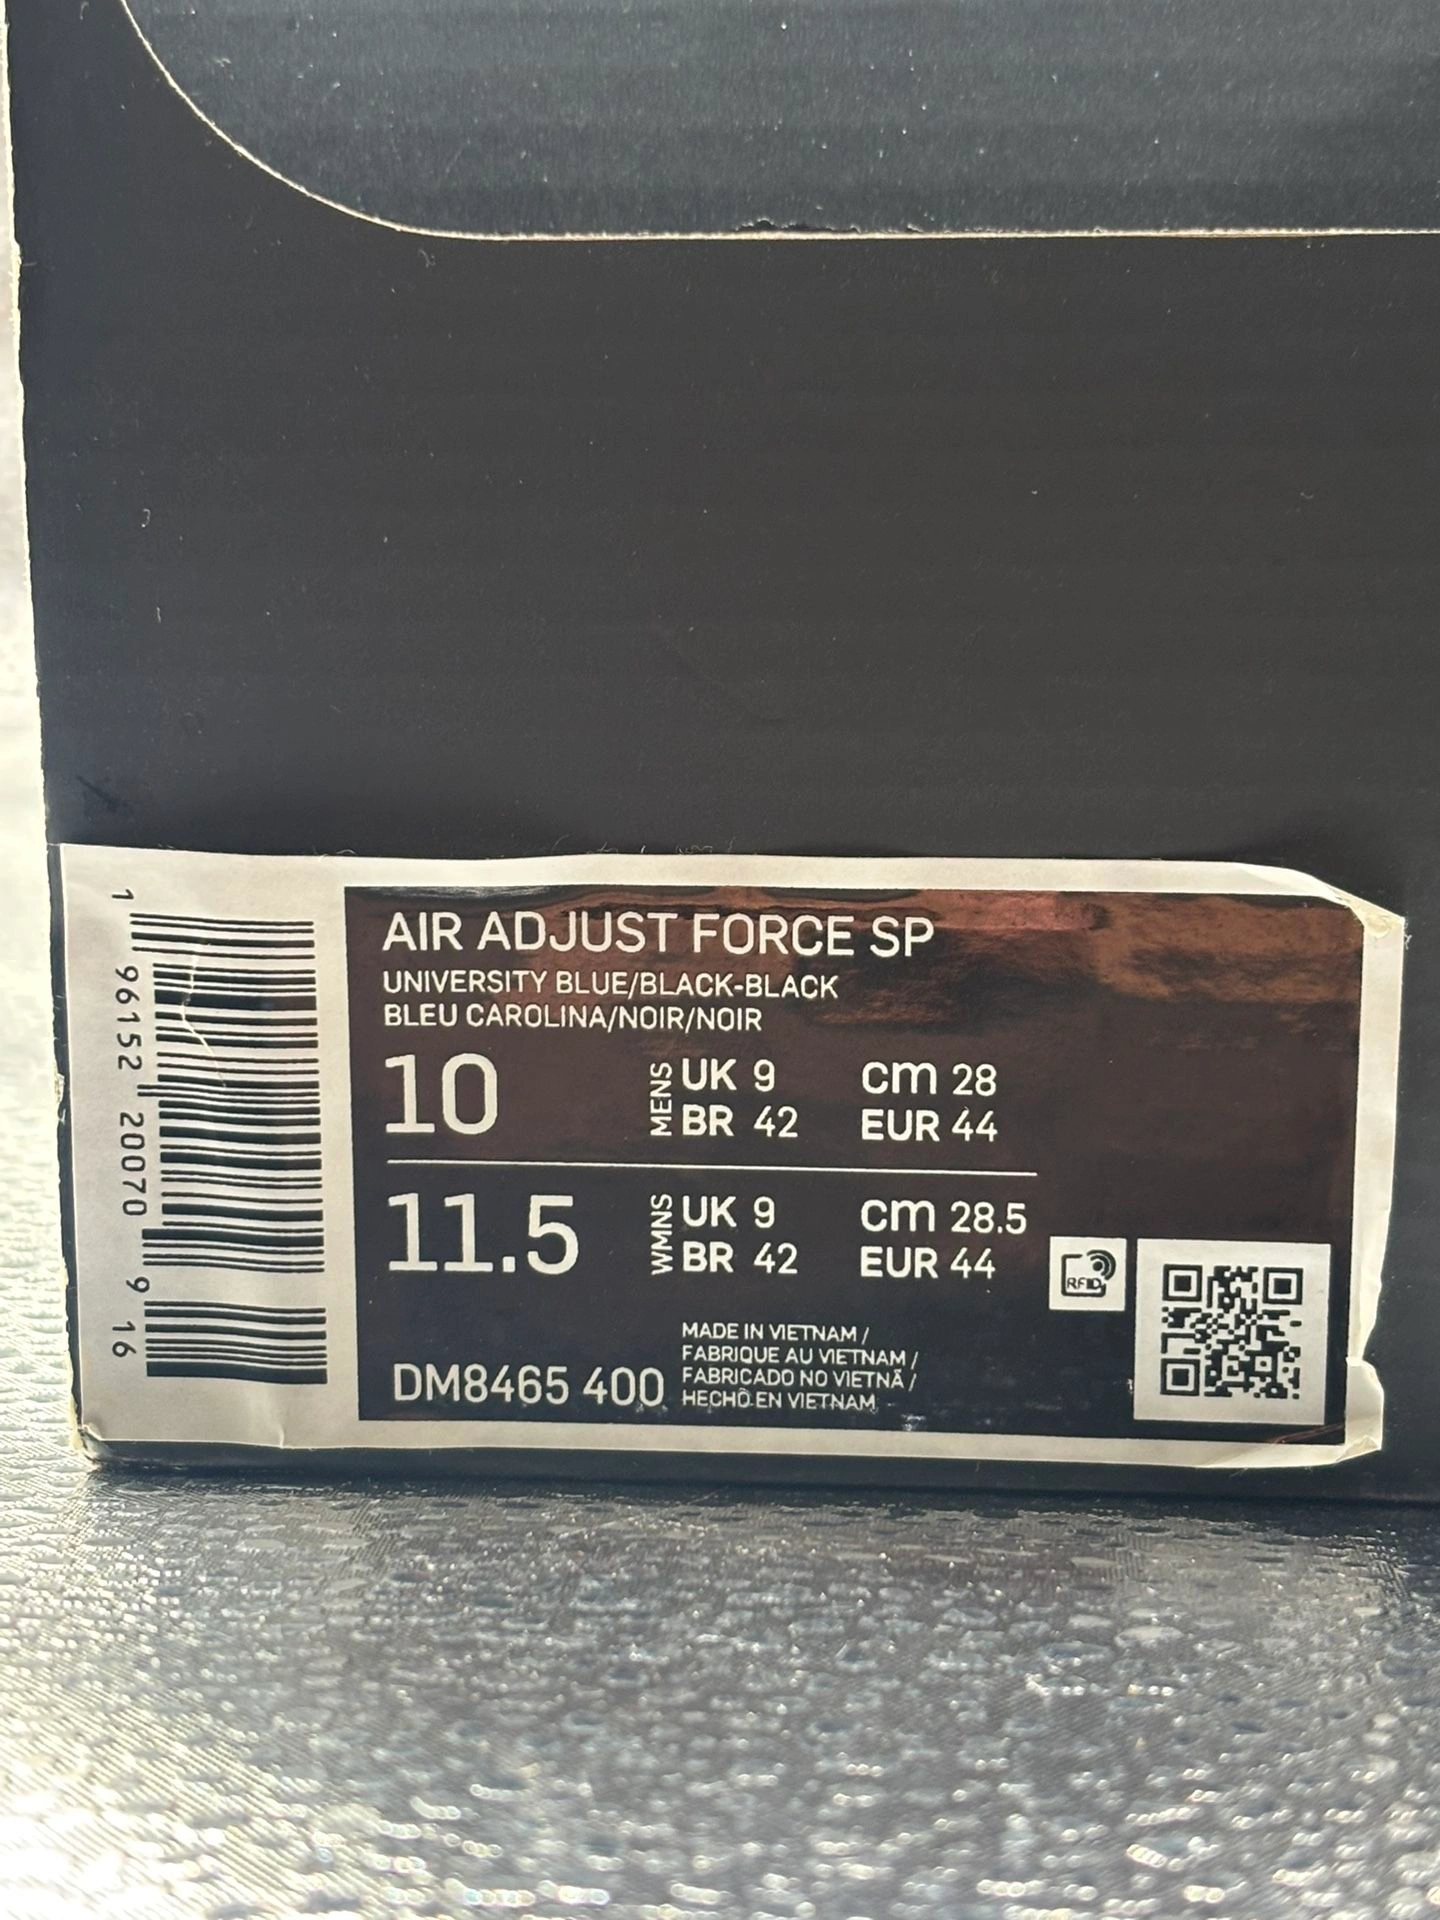 AIR ADJUST FORCE SP
UNIVERSITY BLUE/BLACK-BLACK
BLEU CAROLINA/NOIR/NOIR
10 MENS UK 9 cm 28
BR 42 EUR 44
11.5 WMNS UK 9 cm 28.5
BR 42 EUR 44
DM8465 400
MADE IN VIETNAM /
FABRIQUE AU VIETNAM /
FABRICADO NO VIETNÃ /
HECHO EN VIETNAM
RFID
1 96152 20070 9 16